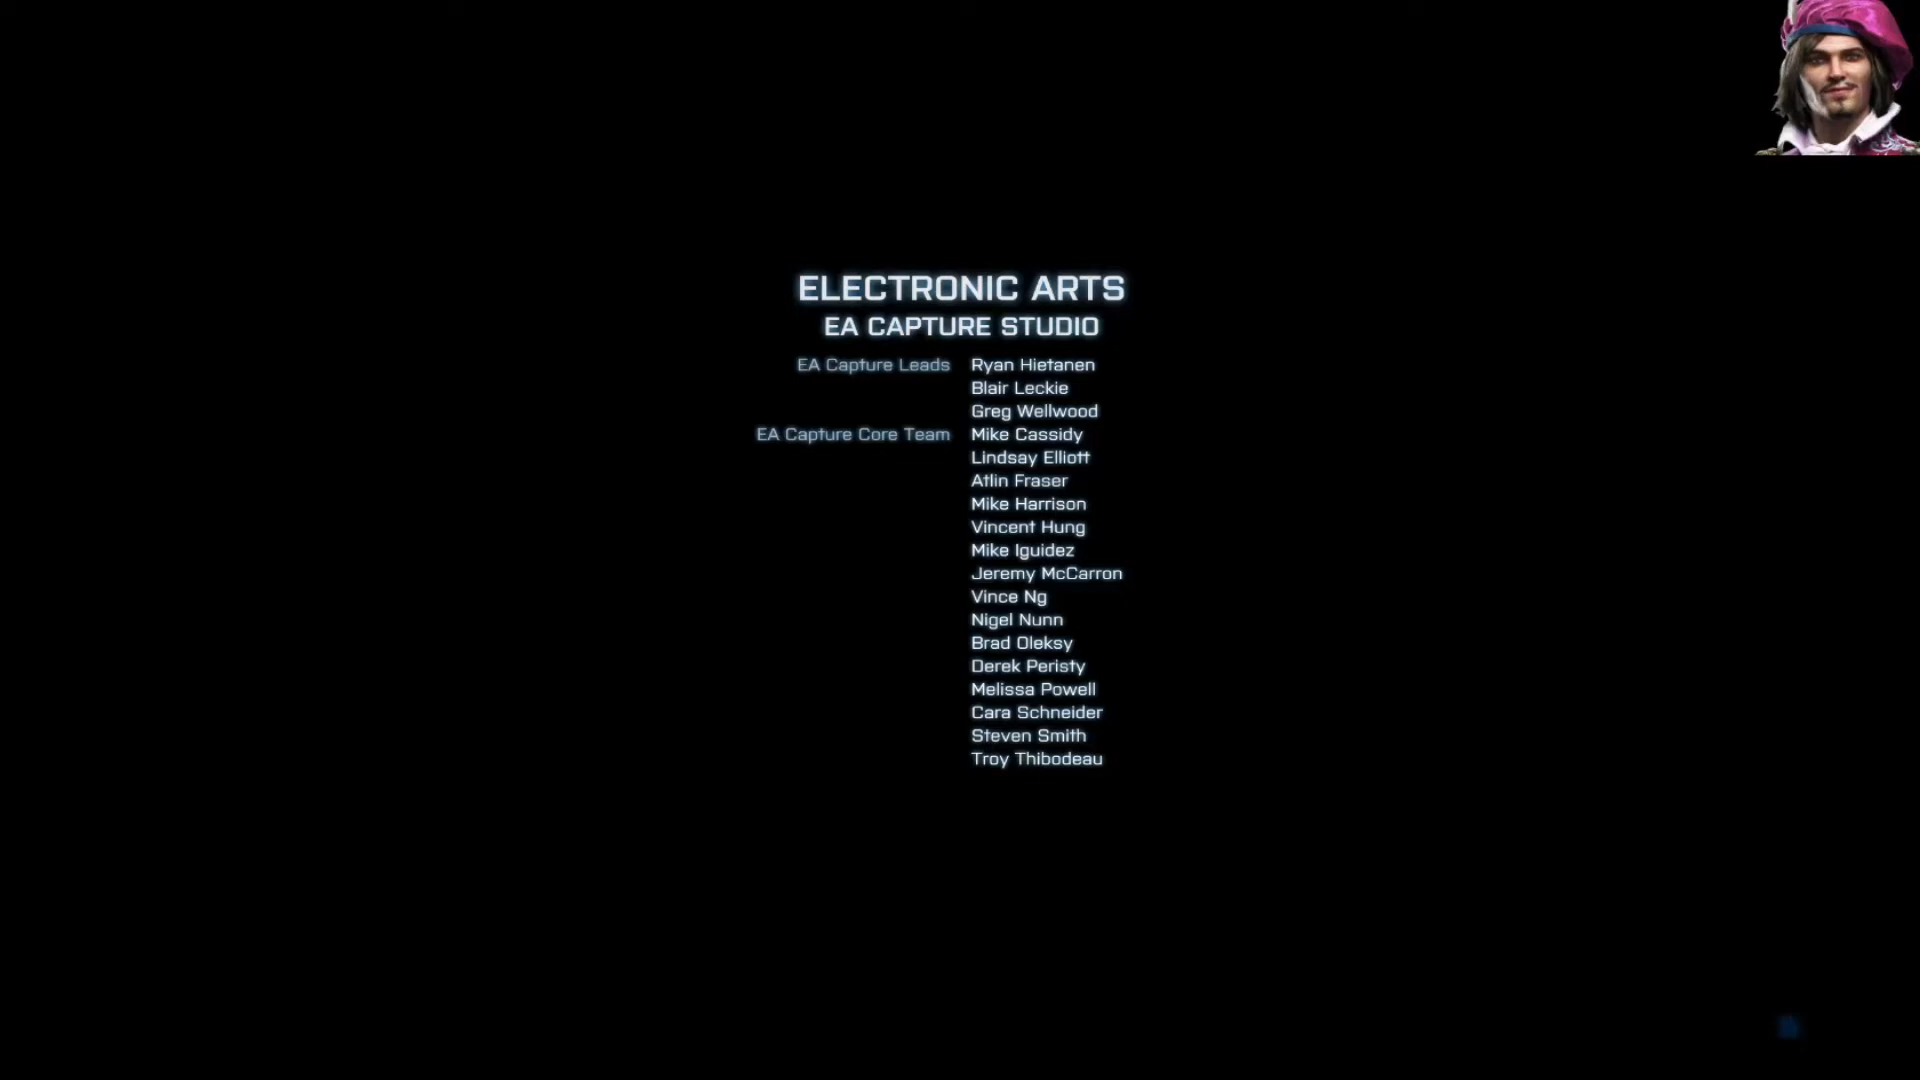 ELECTRONIC ARTS
EA CAPTURE STUDIO
EA Capture Leads Ryan Hietanen
Blair Leckie
Greg Wellwood
EA Capture Core Team Mike Cassidy
Lindsay Elliott
Atlin Fraser
Mike Harrison
Vincent Hung
Mike Iguidez
Jeremy McCarron
Vince Ng
Nigel Nunn
Brad Oleksy
Derek Peristy
Melissa Powell
Cara Schneider
Steven Smith
Troy Thibodeau